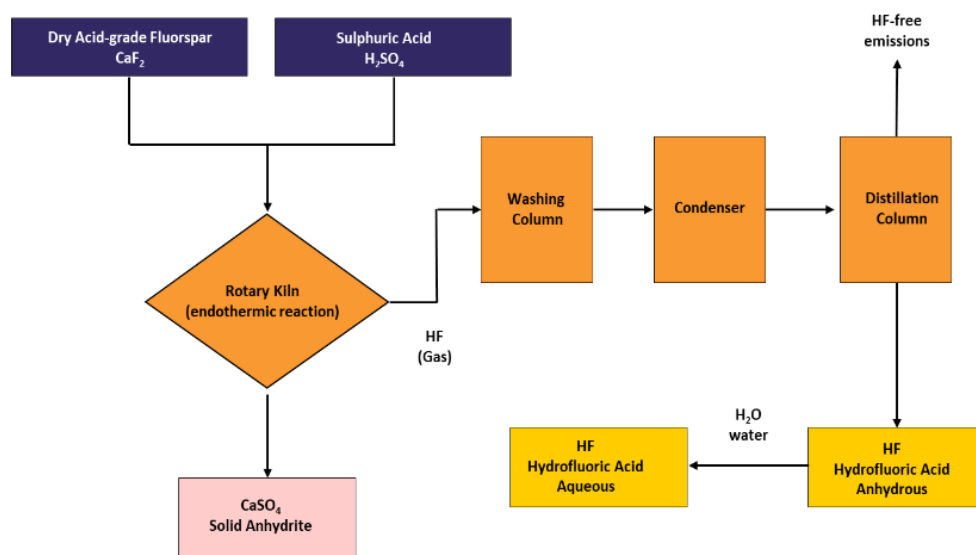 Dry Acid-grade Fluorspar
CaF₂
Sulphuric Acid
H₂SO₄
HF-free
emissions
Washing
Column
Condenser
Distillation
Column
Rotary Kiln
(endothermic reaction)
HF
(Gas)
H₂O
water
HF
Hydrofluoric Acid
Aqueous
HF
Hydrofluoric Acid
Anhydrous
CaSO₄
Solid Anhydrite